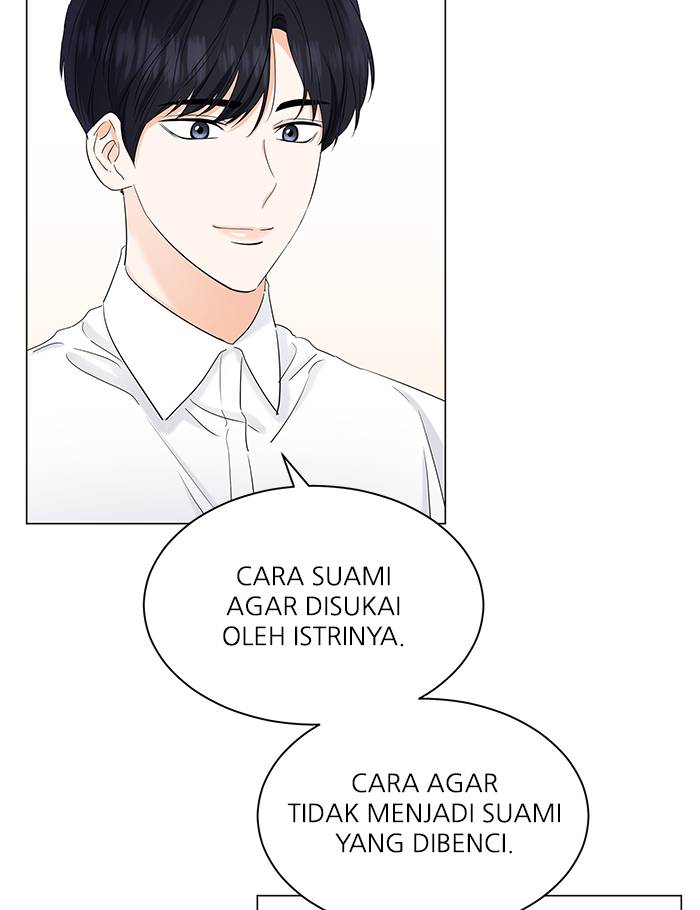 CARA SUAMI
AGAR DISUKAI
OLEH ISTRINYA.
CARA AGAR
TIDAK MENJADI SUAMI
YANG DIBENCI.